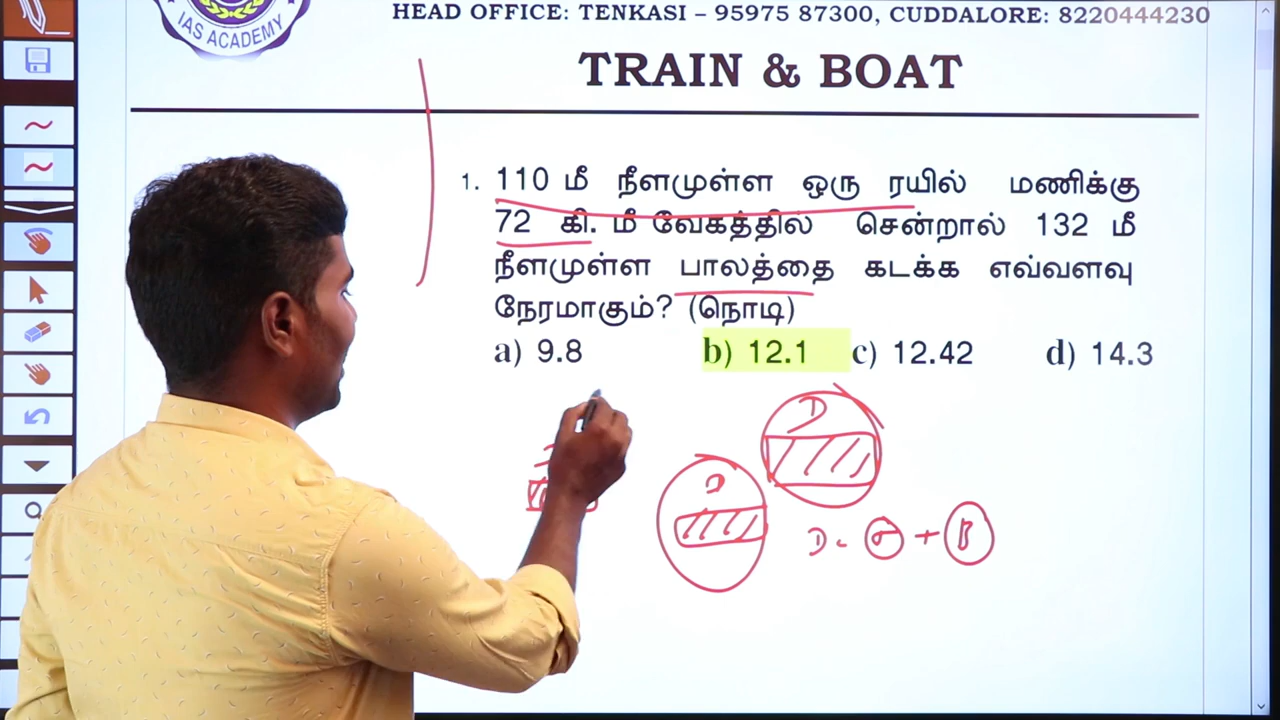 IAS ACADEMY
HEAD OFFICE: TENKASI – 95975 87300, CUDDALORE: 8220444230
TRAIN & BOAT
1. 110 மீ நீளமுள்ள ஒரு ரயில் மணிக்கு
72 கி. மீ வேகத்தில் சென்றால் 132 மீ
நீளமுள்ள பாலத்தை கடக்க எவ்வளவு
நேரமாகும்? (நொடி)
a) 9.8 b) 12.1 c) 12.42 d) 14.3
D
D
D = T + B